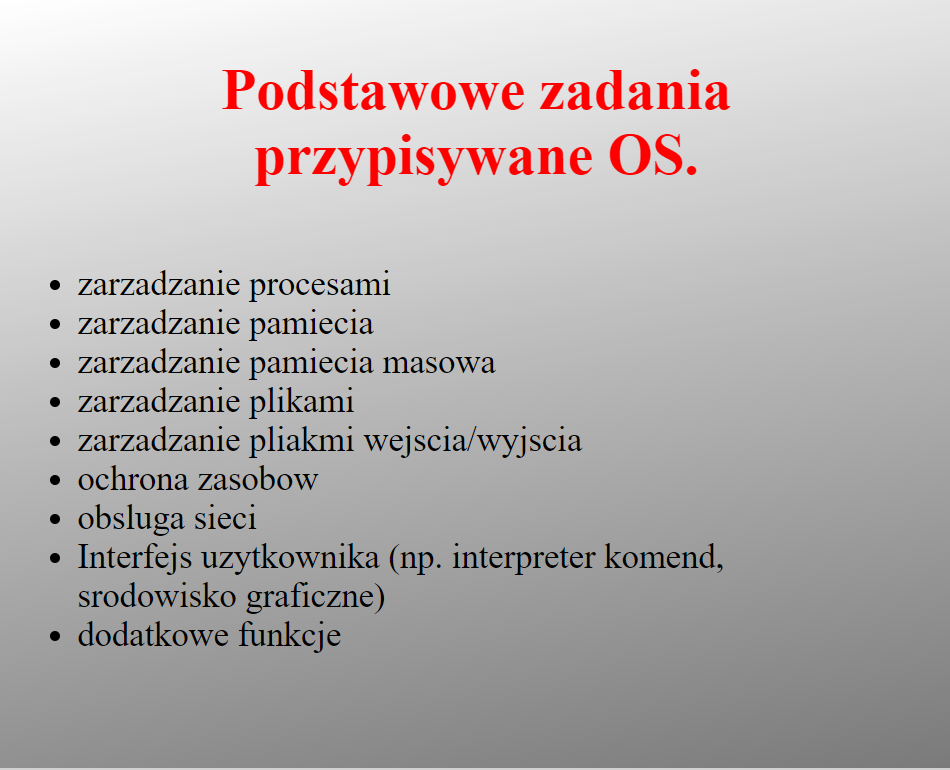 Podstawowe zadania
przypisywane OS.
• zarzadzanie procesami
• zarzadzanie pamiecia
• zarzadzanie pamiecia masowa
• zarzadzanie plikami
• zarzadzanie pliakmi wejscia/wyjscia
• ochrona zasobow
• obsluga sieci
• Interfejs uzytkownika (np. interpreter komend,
srodowisko graficzne)
• dodatkowe funkcje